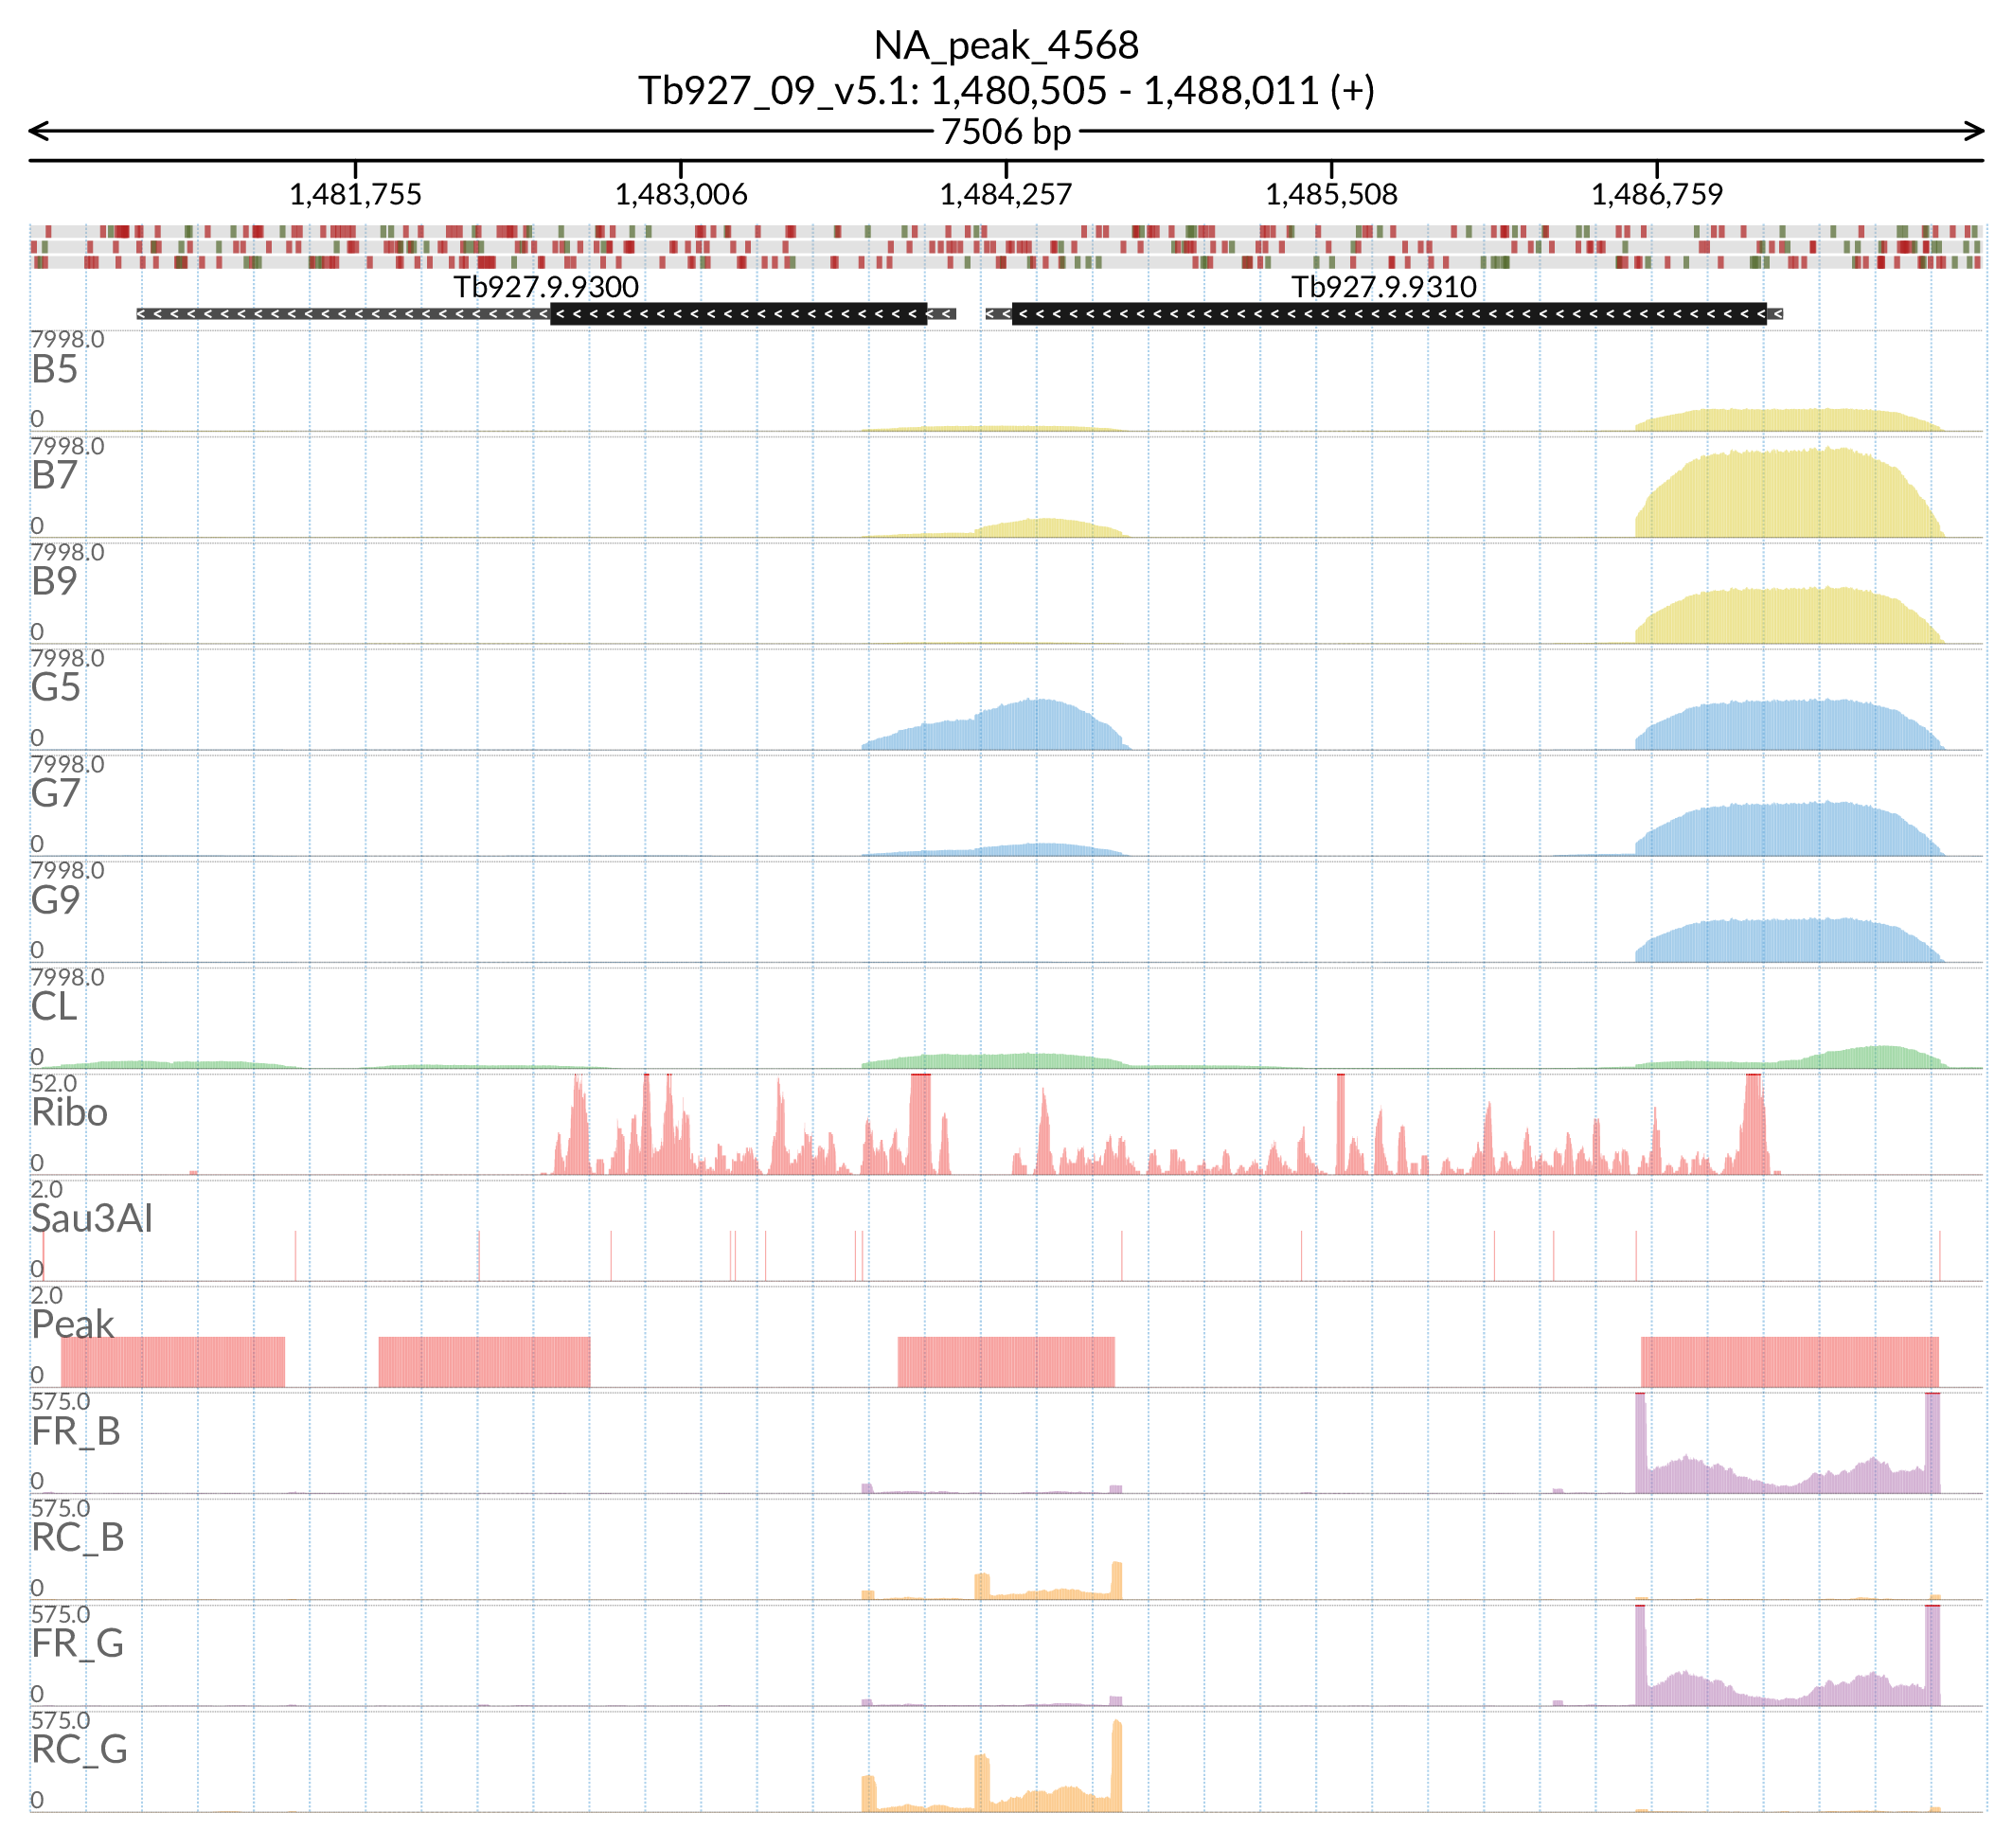 NA_peak_4568
Tb927_09_v5.1: 1,480,505 - 1,488,011 (+)
7506 bp
1,481,755 1,483,006 1,484,257 1,485,508 1,486,759
Tb927.9.9300 Tb927.9.9310
7998.0
B5
0
7998.0
B7
0
7998.0
B9
0
7998.0
G5
0
7998.0
G7
0
7998.0
G9
0
7998.0
CL
0
52.0
Ribo
0
2.0
Sau3AI
0
2.0
Peak
0
575.0
FR_B
0
575.0
RC_B
0
575.0
FR_G
0
575.0
RC_G
0